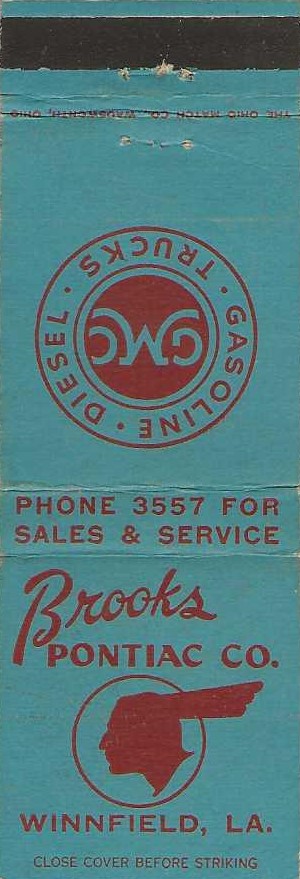 THE OHIO MATCH CO., WADSWORTH, OHIO
GASOLINE · DIESEL · TRUCKS ·
GMC
PHONE 3557 FOR
SALES & SERVICE
Brooks
PONTIAC CO.
WINNFIELD, LA.
CLOSE COVER BEFORE STRIKING